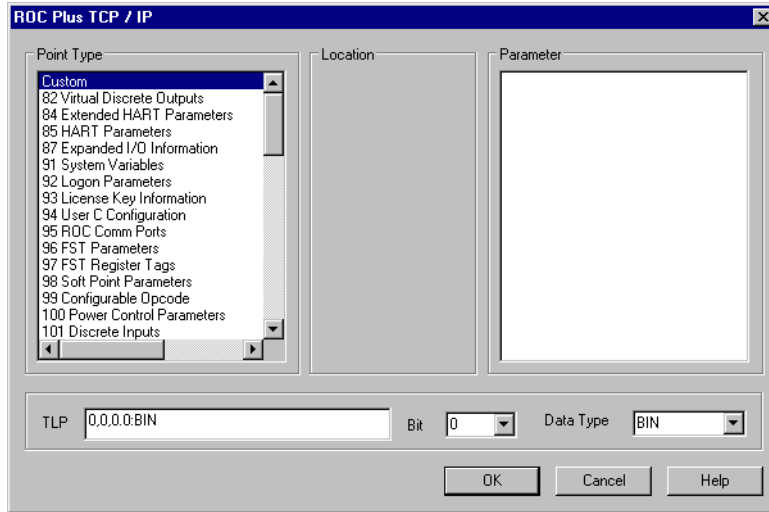 ROC Plus TCP / IP
Point Type
Location
Parameter
Custom
82 Virtual Discrete Outputs
84 Extended HART Parameters
85 HART Parameters
87 Expanded I/O Information
91 System Variables
92 Logon Parameters
93 License Key Information
94 User C Configuration
95 ROC Comm Ports
96 FST Parameters
97 FST Register Tags
98 Soft Point Parameters
99 Configurable Opcode
100 Power Control Parameters
101 Discrete Inputs
TLP 0,0,0.0:BIN Bit 0 Data Type BIN
OK Cancel Help